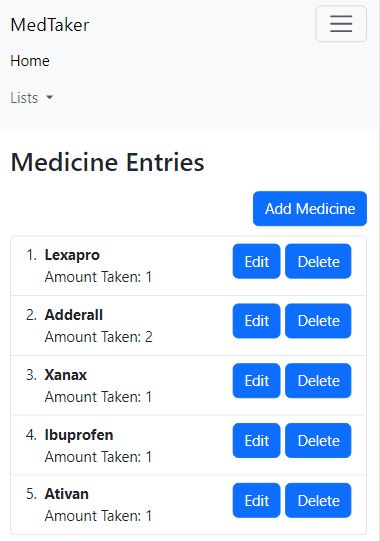 MedTaker
Home
Lists
Medicine Entries
Add Medicine
1. Lexapro
Amount Taken: 1
Edit Delete
2. Adderall
Amount Taken: 2
Edit Delete
3. Xanax
Amount Taken: 1
Edit Delete
4. Ibuprofen
Amount Taken: 1
Edit Delete
5. Ativan
Amount Taken: 1
Edit Delete